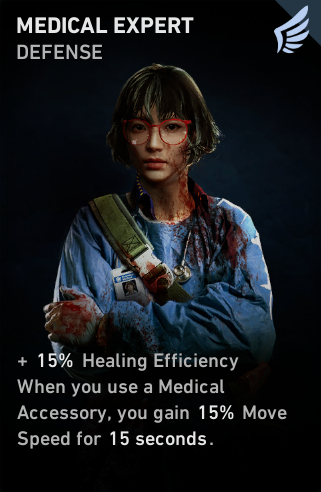 MEDICAL EXPERT
DEFENSE
+ 15% Healing Efficiency
When you use a Medical
Accessory, you gain 15% Move
Speed for 15 seconds.